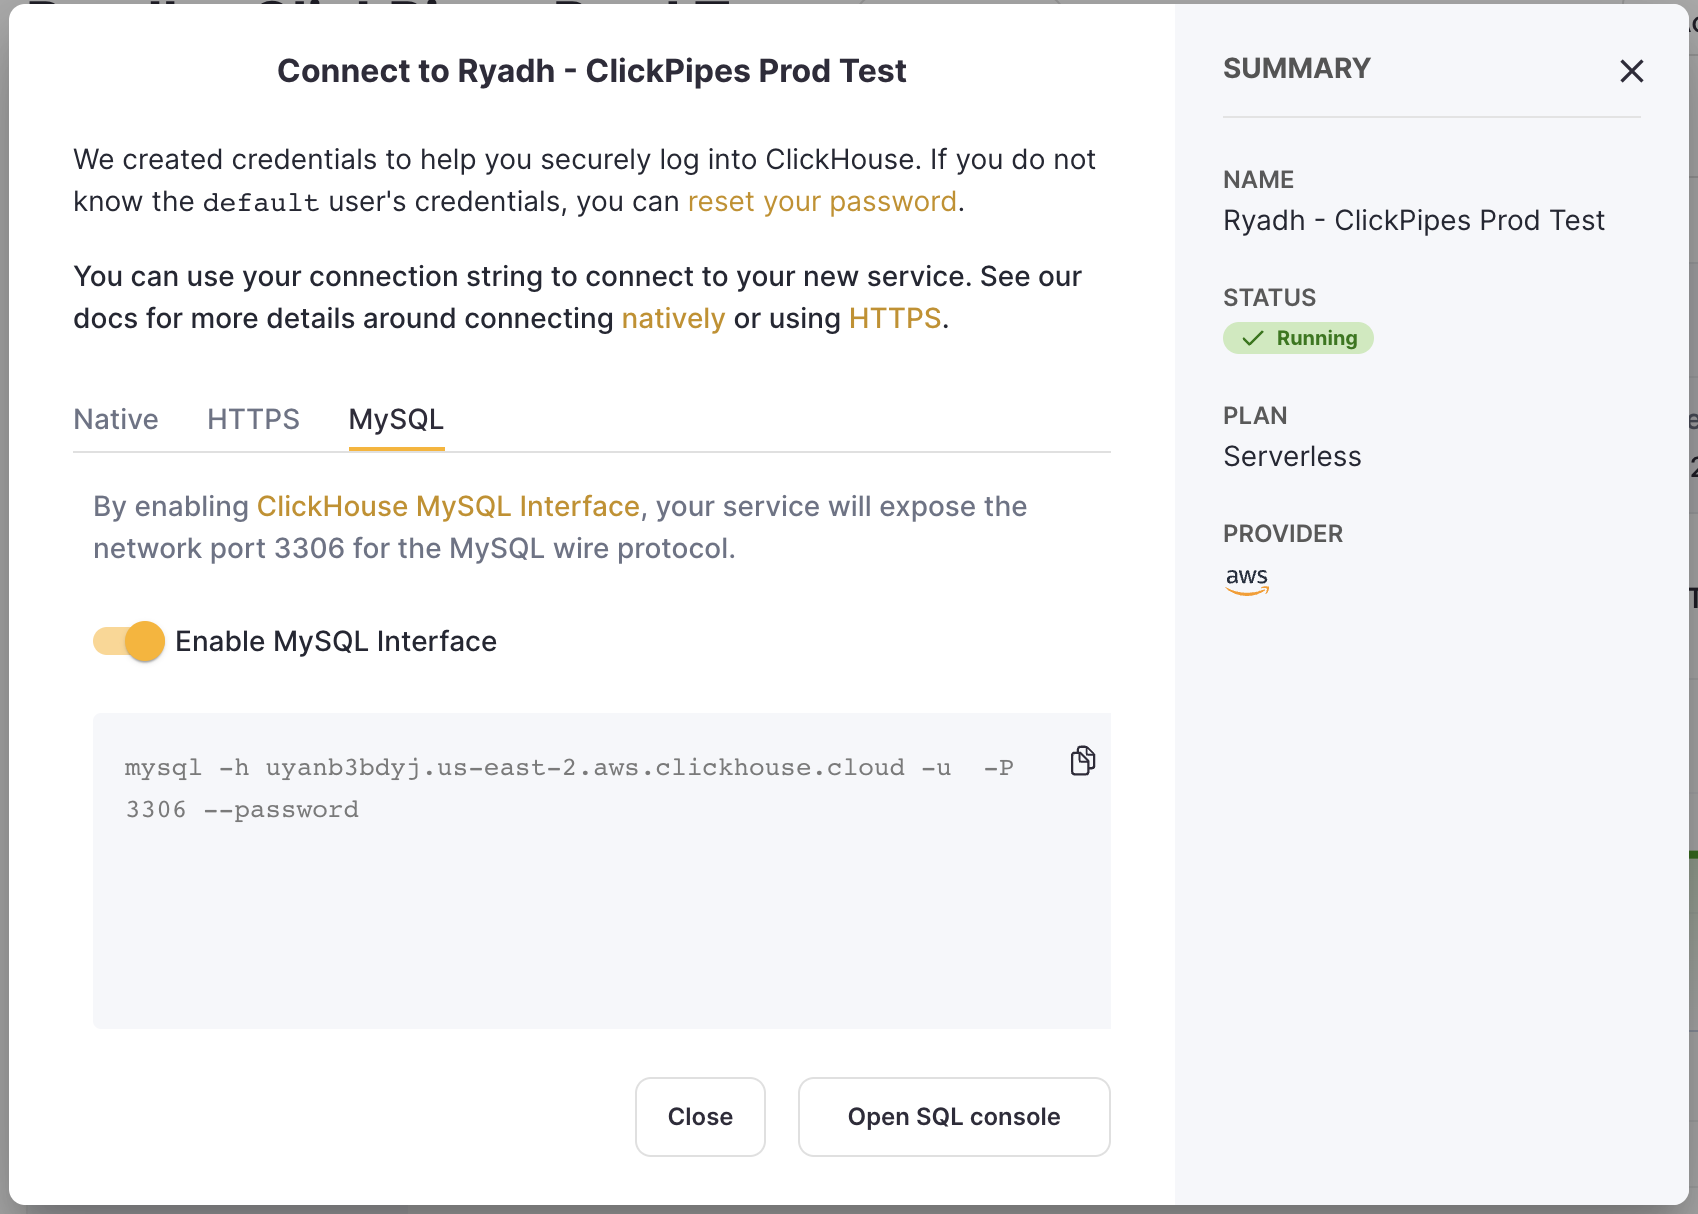 Connect to Ryadh - ClickPipes Prod Test
We created credentials to help you securely log into ClickHouse. If you do not
know the default user's credentials, you can reset your password.
You can use your connection string to connect to your new service. See our
docs for more details around connecting natively or using HTTPS.
Native HTTPS MySQL
By enabling ClickHouse MySQL Interface, your service will expose the
network port 3306 for the MySQL wire protocol.
Enable MySQL Interface
mysql -h uyanb3bdyj.us-east-2.aws.clickhouse.cloud -u  -P
3306 --password
Close Open SQL console
SUMMARY
NAME
Ryadh - ClickPipes Prod Test
STATUS
Running
PLAN
Serverless
PROVIDER
aws